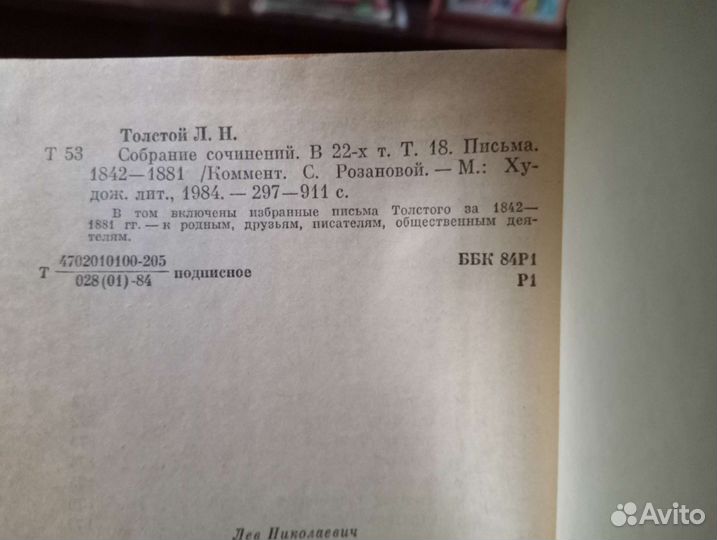 Толстой Л. Н.
Т 53 Собрание сочинений. В 22-х т. Т. 18. Письма.
1842—1881 /Коммент. С. Розановой. — М.: Ху-
дож. лит., 1984. — 297—911 с.
В том включены избранные письма Толстого за 1842—
1881 гг. — к родным, друзьям, писателям, общественным дея-
телям.
Т 4702010100-205 подписное ББК 84Р1
028(01)-84 Р1
Лев Николаевич
Avito